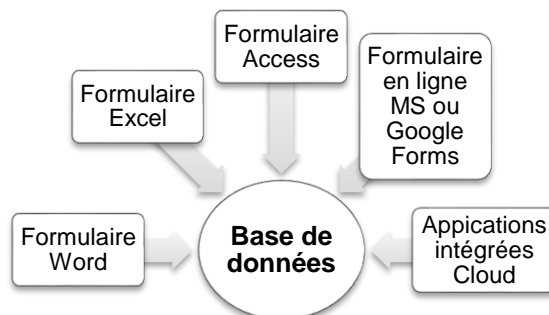 Formulaire
Access
Formulaire
en ligne
MS ou
Google
Forms
Formulaire
Excel
Formulaire
Word
Base de
données
Appications
intégrées
Cloud